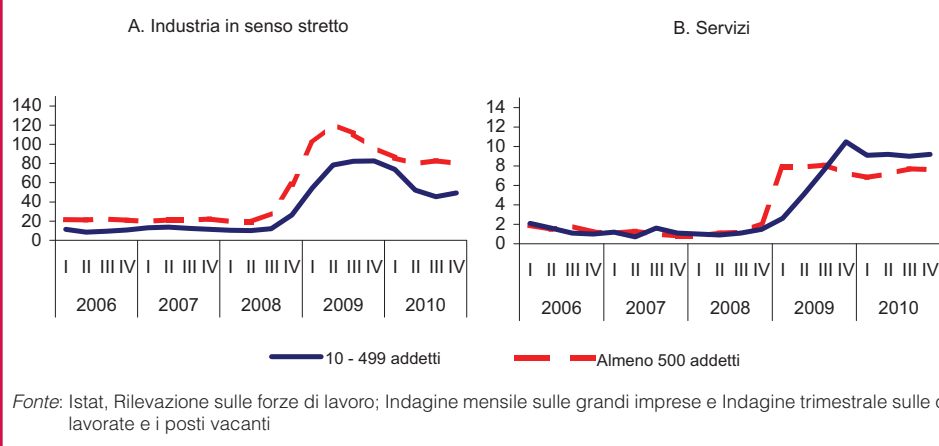 A. Industria in senso stretto
B. Servizi
140
120
100
80
60
40
20
0
I II III IV I II III IV I II III IV I II III IV I II III IV
2006 2007 2008 2009 2010
14
12
10
8
6
4
2
0
I II III IV I II III IV I II III IV I II III IV I II III IV
2006 2007 2008 2009 2010
10 - 499 addetti
Almeno 500 addetti
Fonte: Istat, Rilevazione sulle forze di lavoro; Indagine mensile sulle grandi imprese e Indagine trimestrale sulle
lavorate e i posti vacanti